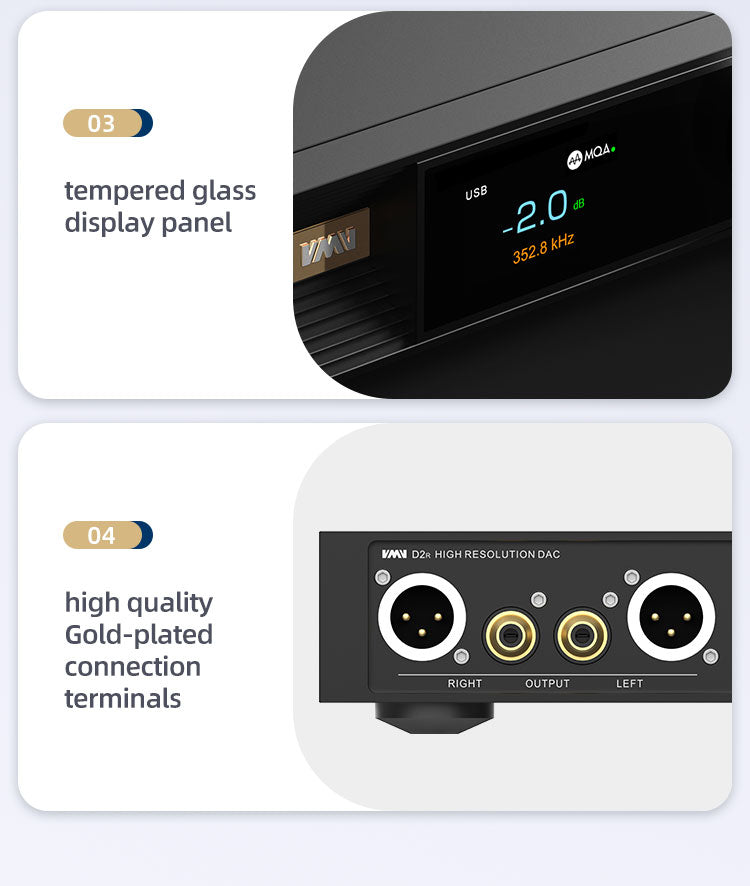 03
tempered glass
display panel
VMV
USB
MQA
-2.0 dB
352.8 kHz
04
high quality
Gold-plated
connection
terminals
VMV D2R HIGH RESOLUTION DAC
RIGHT OUTPUT LEFT